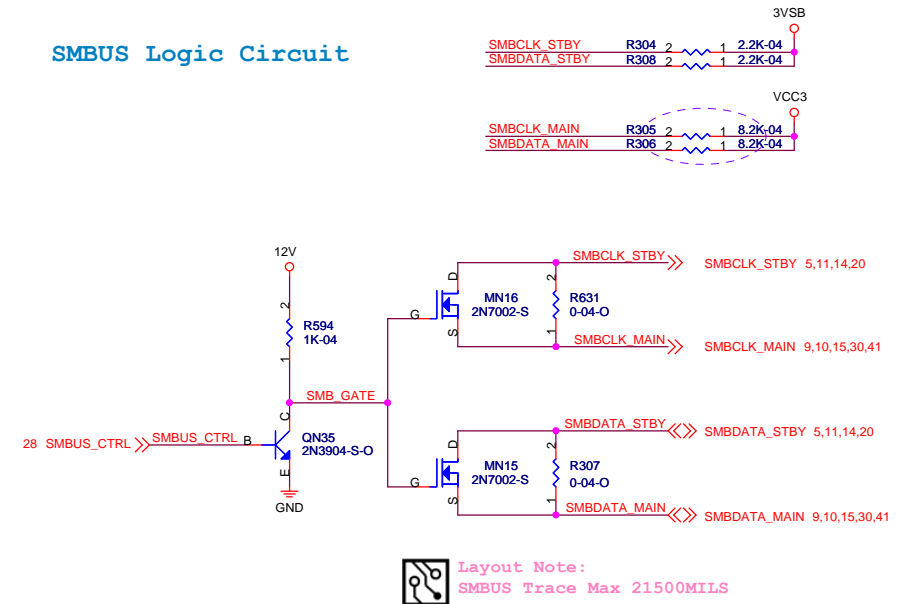 SMBUS Logic Circuit
3VSB
SMBCLK_STBY R304 2 1 2.2K-04
SMBDATA_STBY R308 2 1 2.2K-04
VCC3
SMBCLK_MAIN R305 2 1 8.2K-04
SMBDATA_MAIN R306 2 1 8.2K-04
12V
2
R594
1K-04
1
SMB_GATE
28 SMBUS_CTRL SMBUS_CTRL B
C
QN35
2N3904-S-O
E
GND
SMBCLK_STBY
SMBCLK_STBY 5,11,14,20
D
G
S
MN16
2N7002-S
2
R631
0-04-O
1
SMBCLK_MAIN
SMBCLK_MAIN 9,10,15,30,41
SMBDATA_STBY
SMBDATA_STBY 5,11,14,20
D
G
S
MN15
2N7002-S
2
R307
0-04-O
1
SMBDATA_MAIN
SMBDATA_MAIN 9,10,15,30,41
Layout Note:
SMBUS Trace Max 21500MILS